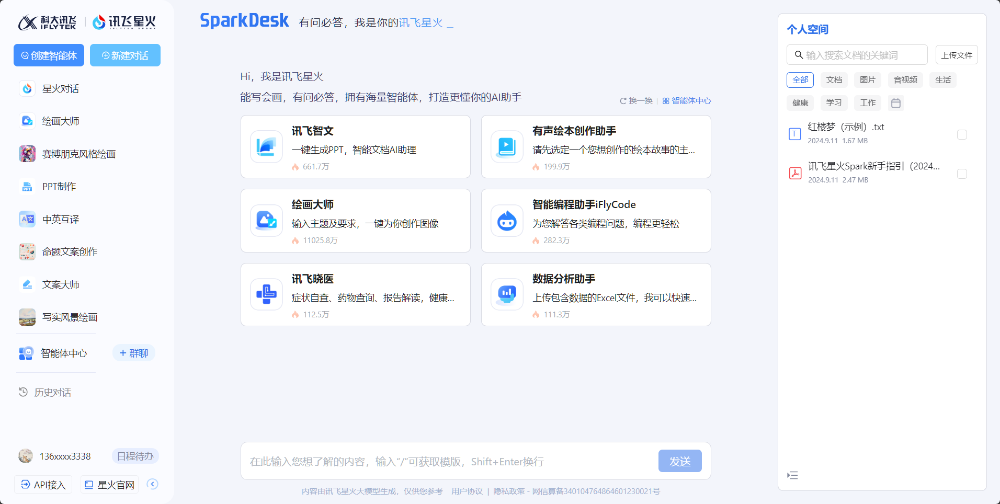 科大讯飞
iFLYTEK
讯飞星火
IFLYTEK SPARK
创建智能体
新建对话
星火对话
绘画大师
赛博朋克风格绘画
PPT制作
中英互译
命题文案创作
文案大师
写实风景绘画
智能体中心
+ 群聊
历史对话
136xxxx3338
日程待办
API接入
星火官网
SparkDesk
有问必答，我是你的讯飞星火 _
Hi，我是讯飞星火
能写会画，有问必答，拥有海量智能体，打造更懂你的AI助手
换一换
智能体中心
讯飞智文
一键生成PPT，智能文档AI助理
661.7万
有声绘本创作助手
请先选定一个您想创作的绘本故事的主...
199.9万
绘画大师
输入主题及要求，一键为你创作图像
11025.8万
智能编程助手iFlyCode
为您解答各类编程问题，编程更轻松
282.3万
讯飞晓医
症状自查、药物查询、报告解读，健康...
112.5万
数据分析助手
上传包含数据的Excel文件，我可以快速...
111.3万
在此输入您想了解的内容，输入“/”可获取模版，Shift+Enter换行
发送
内容由讯飞星火大模型生成，仅供您参考 用户协议 | 隐私政策 - 网信算备340104764864601230021号
个人空间
输入搜索文档的关键词
上传文件
全部 文档 图片 音视频 生活
健康 学习 工作
T
红楼梦（示例）.txt
2024.9.11 1.67 MB
讯飞星火Spark新手指引（2024...
2024.9.11 2.47 MB